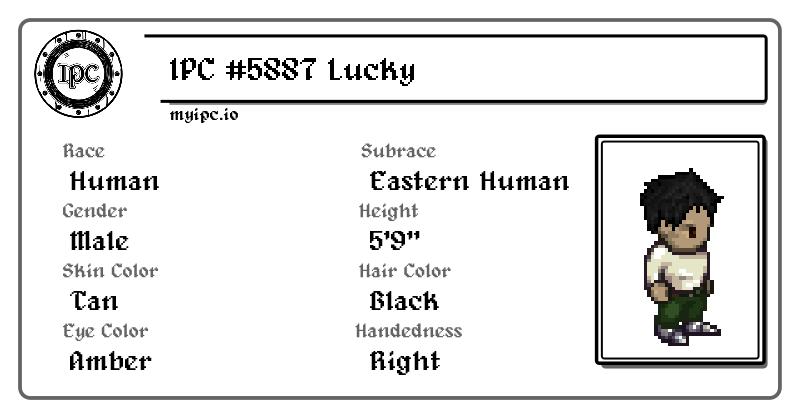 IPC
IPC #5887 Lucky
myipc.io
Race
Human
Subrace
Eastern Human
Gender
Male
Height
5'9"
Skin Color
Tan
Hair Color
Black
Eye Color
Amber
Handedness
Right